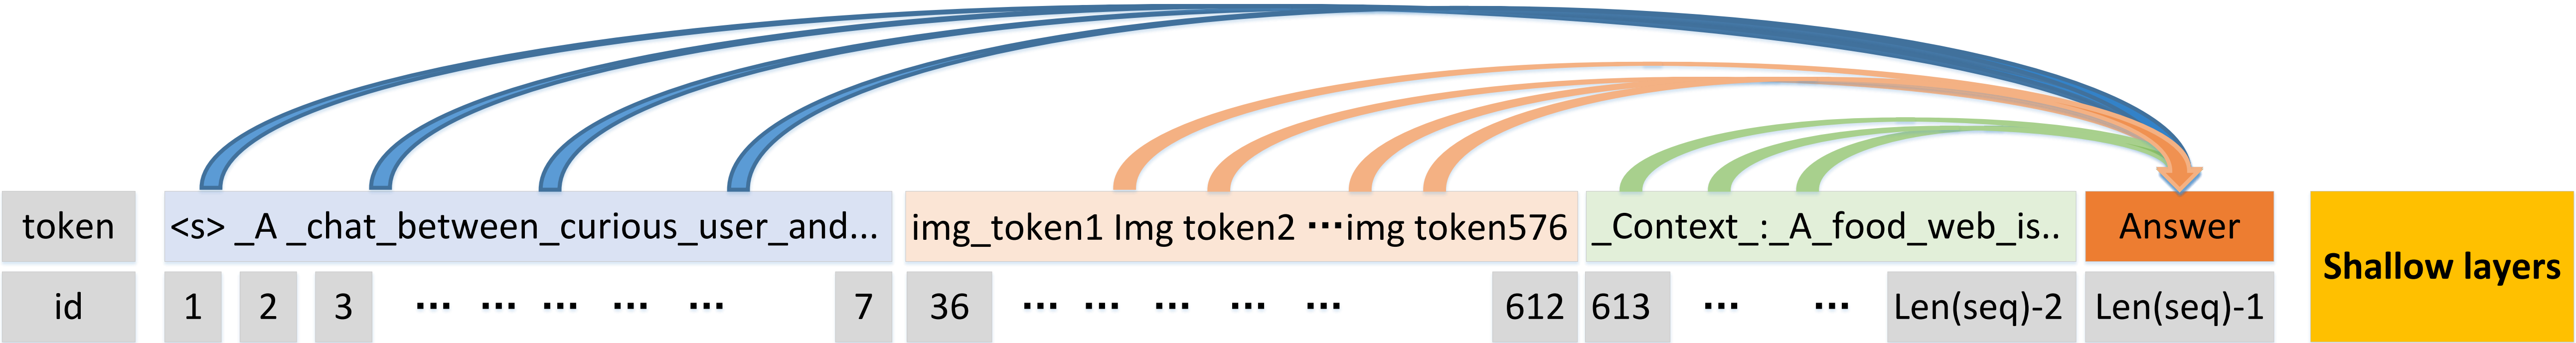 token <s> _A _chat_between_curious_user_and... img_token1 Img token2 ···img token576 _Context_:_A_food_web_is.. Answer
Shallow layers
id 1 2 3 ... ... ... ... ... 7 36 ... ... ... ... ... 612 613 ... ... Len(seq)-2 Len(seq)-1